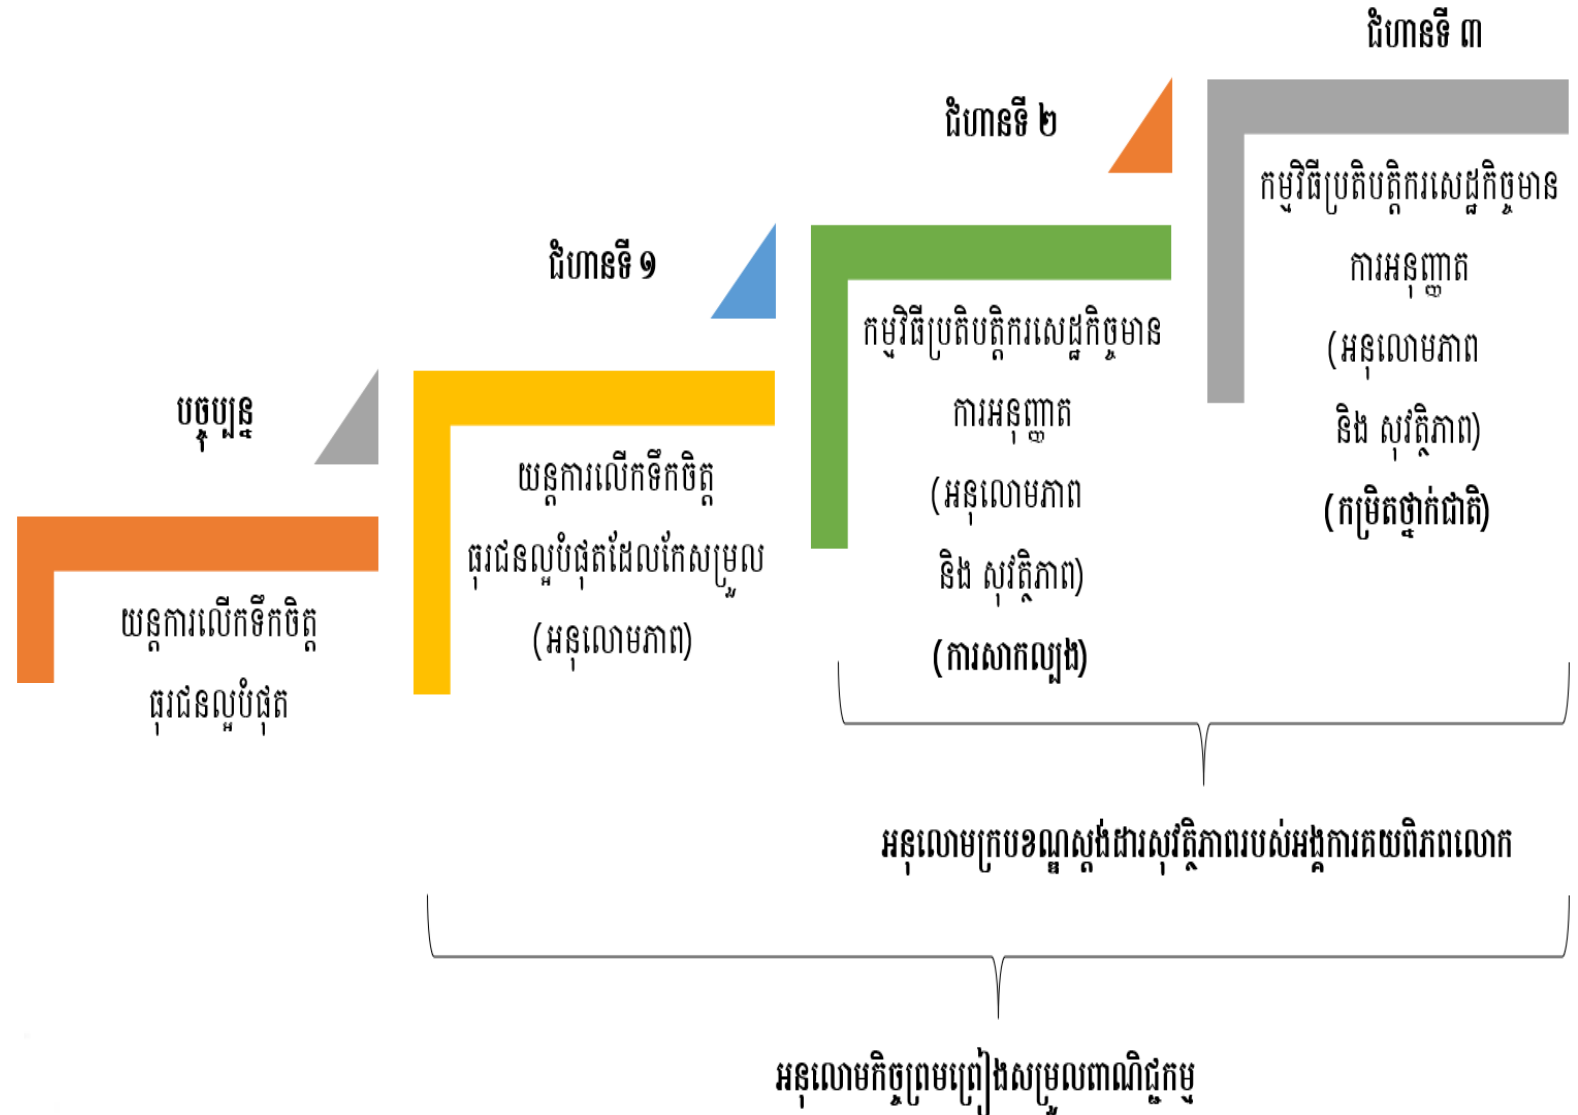 បច្ចុប្បន្ន
យន្តការលើកទឹកចិត្ត
ធុរជនល្អបំផុត
ជំហានទី ១
យន្តការលើកទឹកចិត្ត
ធុរជនល្អបំផុតដែលកែសម្រួល
(អនុលោមភាព)
ជំហានទី ២
កម្មវិធីប្រតិបត្តិករសេដ្ឋកិច្ចមាន
ការអនុញ្ញាត
(អនុលោមភាព
និង សុវត្ថិភាព)
(ការសាកល្បង)
ជំហានទី ៣
កម្មវិធីប្រតិបត្តិករសេដ្ឋកិច្ចមាន
ការអនុញ្ញាត
(អនុលោមភាព
និង សុវត្ថិភាព)
(កម្រិតថ្នាក់ជាតិ)
អនុលោមក្របខណ្ឌស្តង់ដារសុវត្ថិភាពរបស់អង្គការគយពិភពលោក
អនុលោមកិច្ចព្រមព្រៀងសម្រួលពាណិជ្ជកម្ម